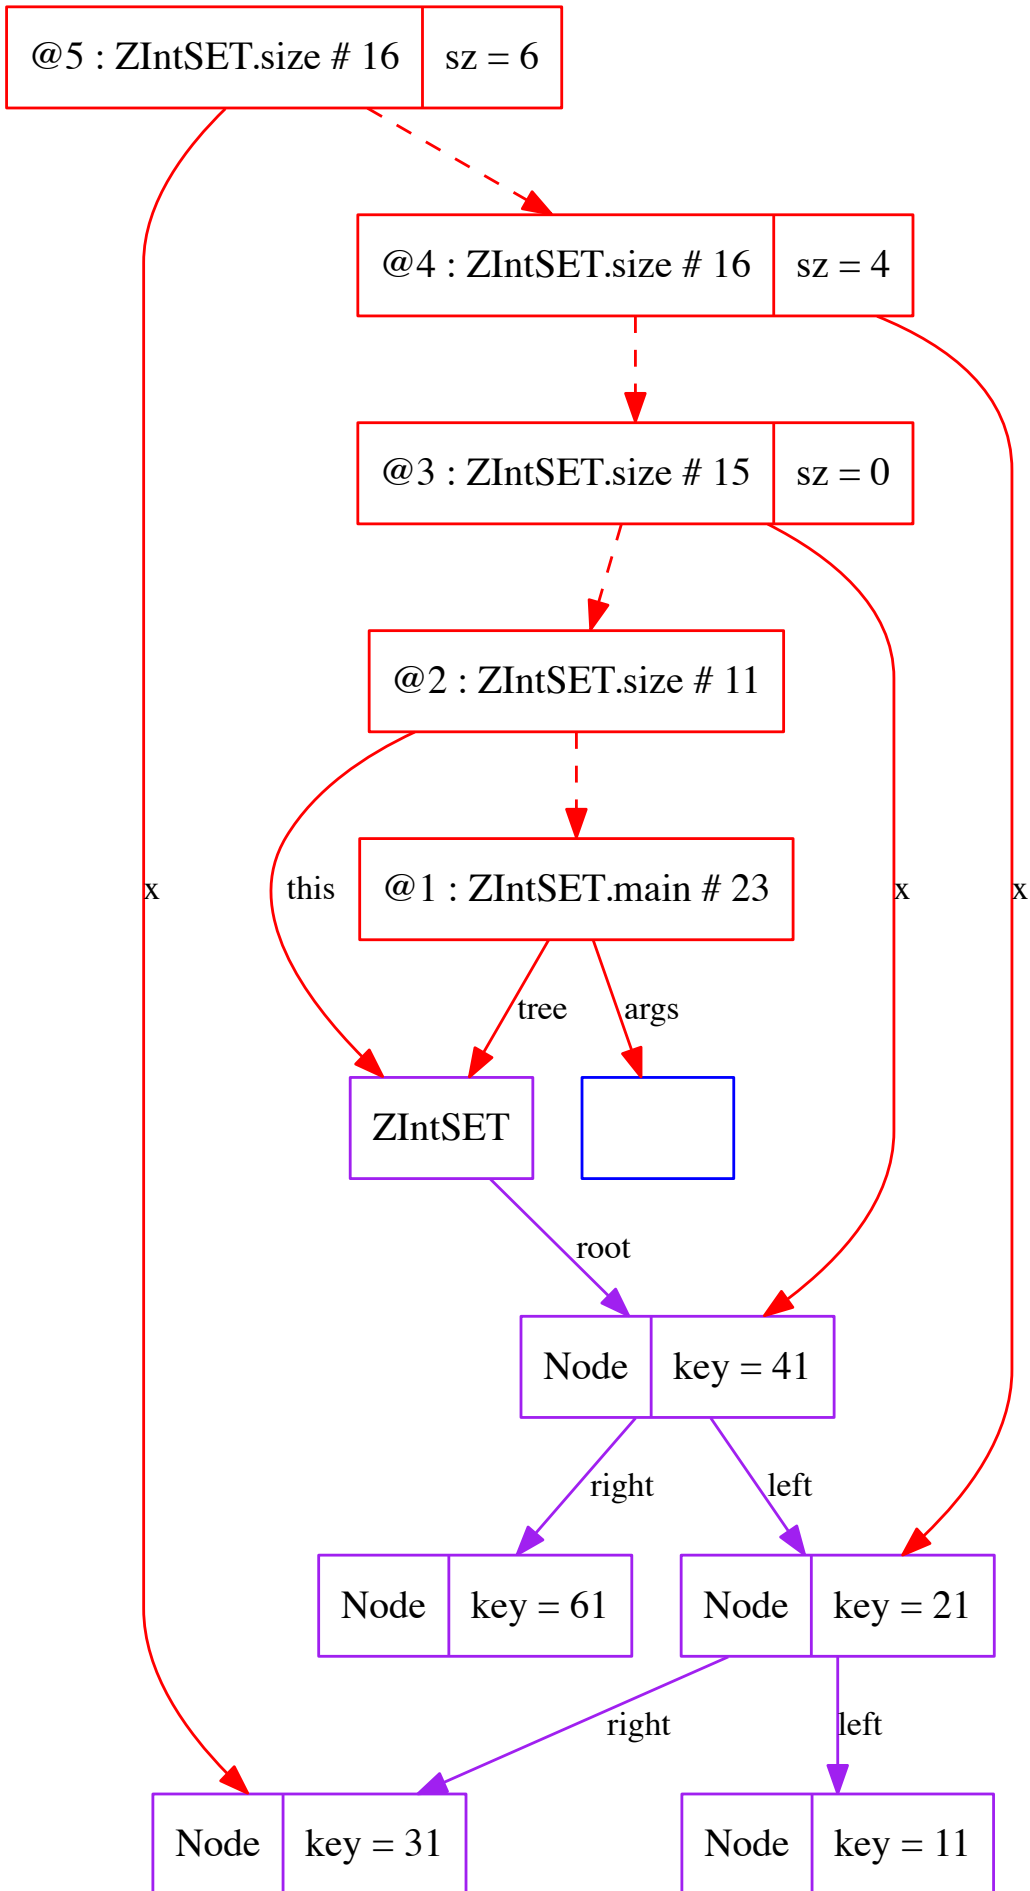 @5 : ZIntSET.size # 16 sz = 6
@4 : ZIntSET.size # 16 sz = 4
@3 : ZIntSET.size # 15 sz = 0
@2 : ZIntSET.size # 11
x this @1 : ZIntSET.main # 23 x x
tree args
ZIntSET
root
Node key = 41
right left
Node key = 61 Node key = 21
right left
Node key = 31 Node key = 11